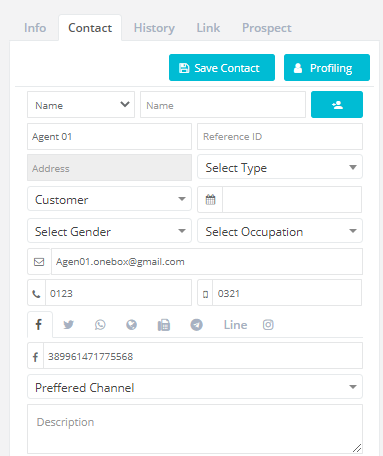 Info Contact History Link Prospect
Save Contact Profiling
Name Name
Agent 01 Reference ID
Address Select Type
Customer
Select Gender Select Occupation
Agen01.onebox@gmail.com
0123 0321
Line
389961471775568
Preffered Channel
Description